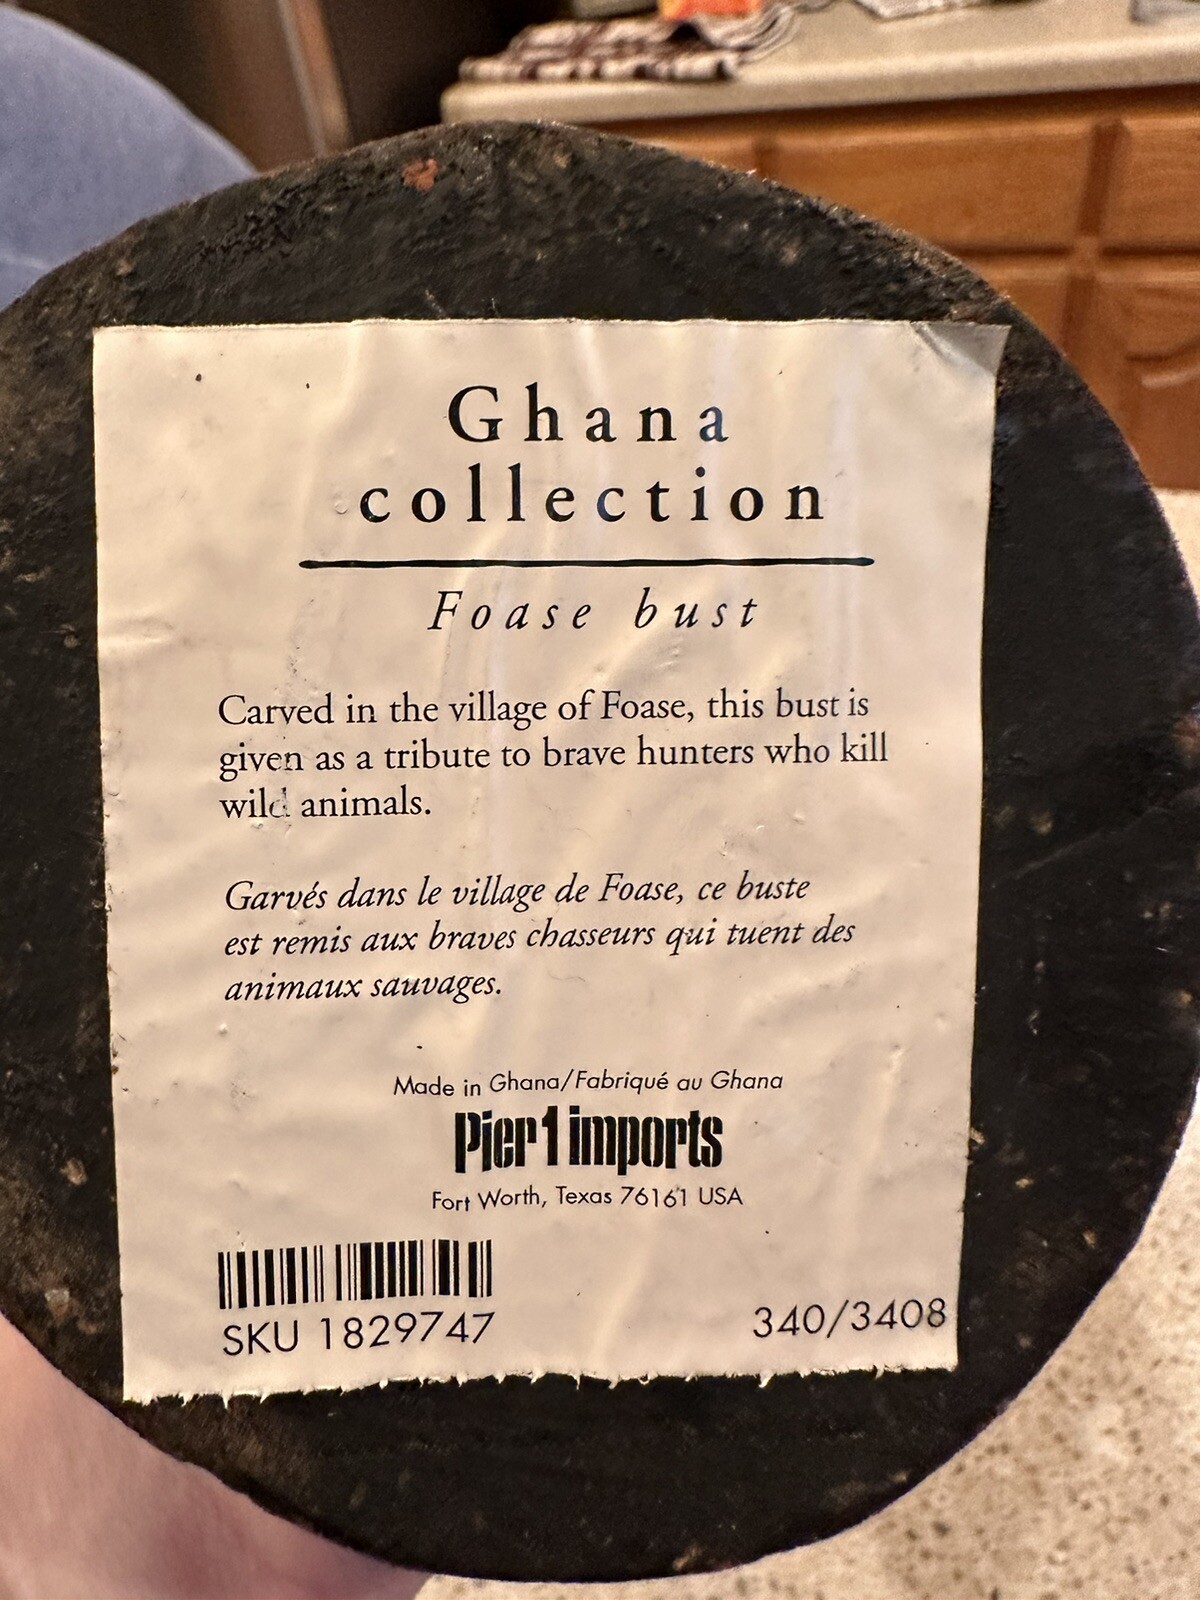 Ghana
collection
Foase bust
Carved in the village of Foase, this bust is
given as a tribute to brave hunters who kill
wild animals.
Garvés dans le village de Foase, ce buste
est remis aux braves chasseurs qui tuent des
animaux sauvages.
Made in Ghana/Fabriqué au Ghana
Pier 1 imports
Fort Worth, Texas 76161 USA
SKU 1829747
340/3408